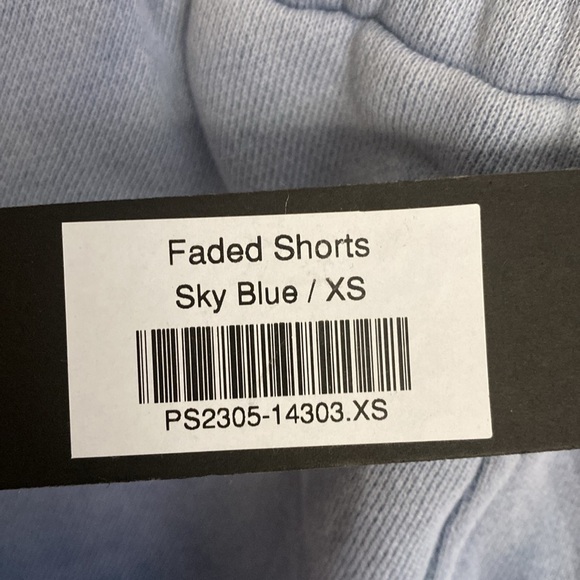 Faded Shorts
Sky Blue / XS
PS2305-14303.XS